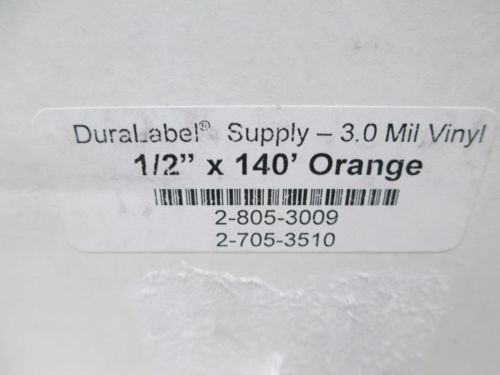 DuraLabel® Supply – 3.0 Mil Vinyl
1/2" x 140' Orange
2-805-3009
2-705-3510